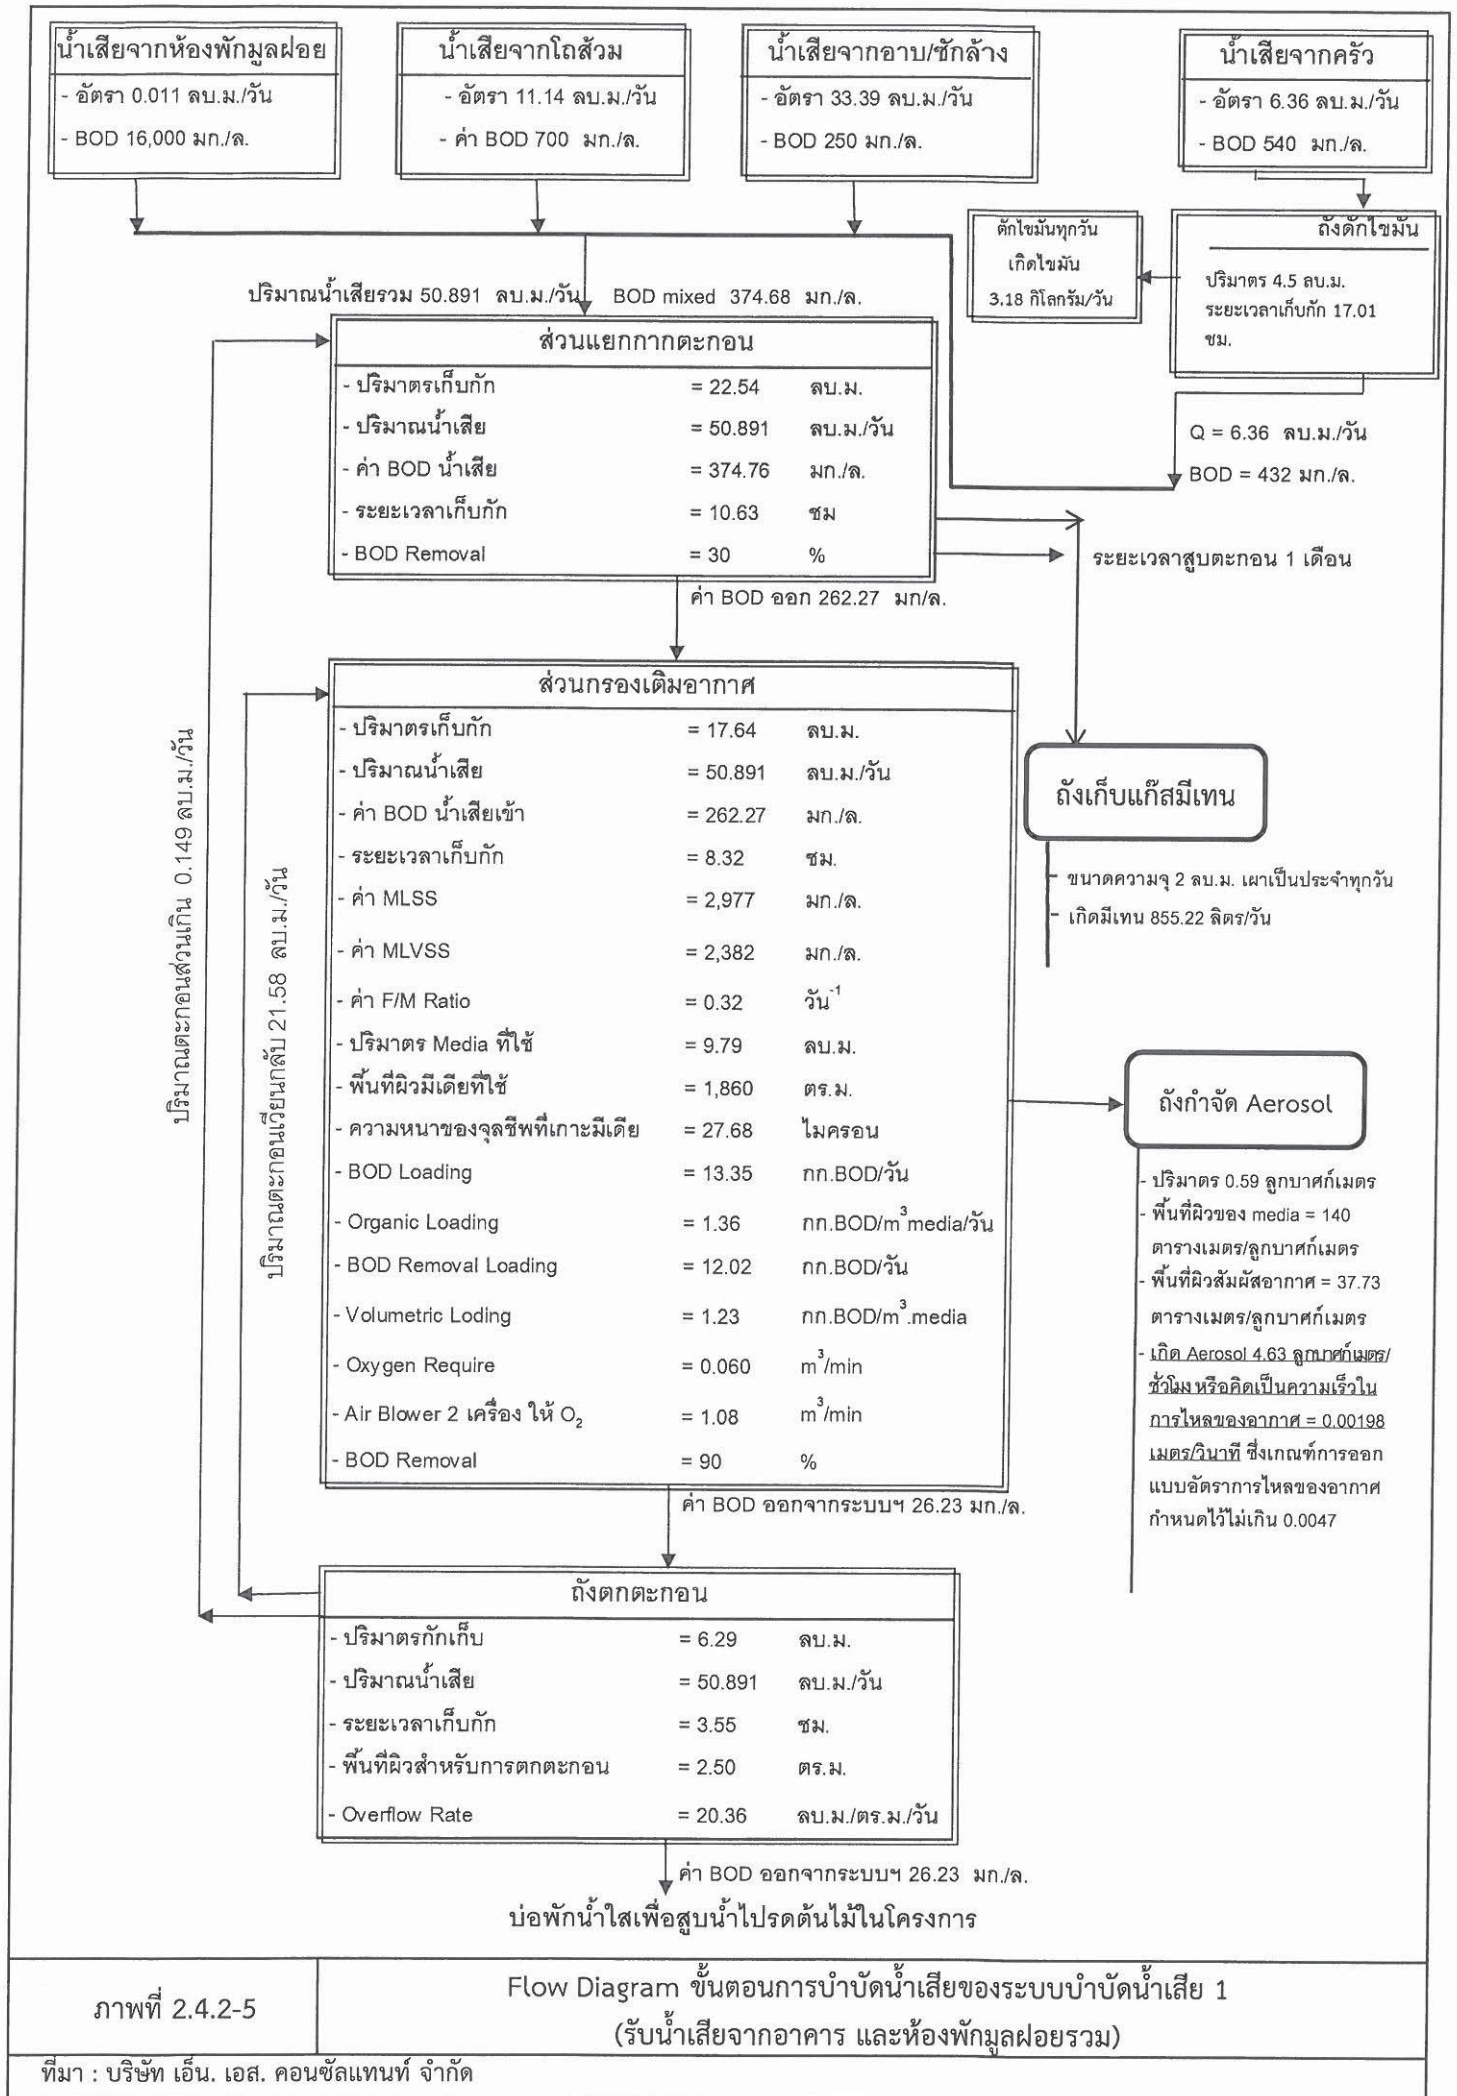 น้ำเสียจากห้องพักมูลฝอย
- อัตรา 0.011 ลบ.ม./วัน
- BOD 16,000 มก./ล.
น้ำเสียจากโถส้วม
- อัตรา 11.14 ลบ.ม./วัน
- ค่า BOD 700 มก./ล.
น้ำเสียจากอาบ/ซักล้าง
- อัตรา 33.39 ลบ.ม./วัน
- BOD 250 มก./ล.
น้ำเสียจากครัว
- อัตรา 6.36 ลบ.ม./วัน
- BOD 540 มก./ล.
ตักไขมันทุกวัน
เกิดไขมัน
3.18 กิโลกรัม/วัน
ถังดักไขมัน
ปริมาตร 4.5 ลบ.ม.
ระยะเวลาเก็บกัก 17.01
ชม.
Q = 6.36 ลบ.ม./วัน
BOD = 432 มก./ล.
ปริมาณน้ำเสียรวม 50.891 ลบ.ม./วัน BOD mixed 374.68 มก./ล.
ส่วนแยกกากตะกอน
- ปริมาตรเก็บกัก = 22.54 ลบ.ม.
- ปริมาณน้ำเสีย = 50.891 ลบ.ม./วัน
- ค่า BOD น้ำเสีย = 374.76 มก./ล.
- ระยะเวลาเก็บกัก = 10.63 ชม
- BOD Removal = 30 %
ระยะเวลาสูบตะกอน 1 เดือน
ค่า BOD ออก 262.27 มก/ล.
ส่วนกรองเติมอากาศ
- ปริมาตรเก็บกัก = 17.64 ลบ.ม.
- ปริมาณน้ำเสีย = 50.891 ลบ.ม./วัน
- ค่า BOD น้ำเสียเข้า = 262.27 มก./ล.
- ระยะเวลาเก็บกัก = 8.32 ชม.
- ค่า MLSS = 2,977 มก./ล.
- ค่า MLVSS = 2,382 มก./ล.
- ค่า F/M Ratio = 0.32 วัน⁻¹
- ปริมาตร Media ที่ใช้ = 9.79 ลบ.ม.
- พื้นที่ผิวมีเดียที่ใช้ = 1,860 ตร.ม.
- ความหนาของจุลชีพที่เกาะมีเดีย = 27.68 ไมครอน
- BOD Loading = 13.35 กก.BOD/วัน
- Organic Loading = 1.36 กก.BOD/m³media/วัน
- BOD Removal Loading = 12.02 กก.BOD/วัน
- Volumetric Loding = 1.23 กก.BOD/m³.media
- Oxygen Require = 0.060 m³/min
- Air Blower 2 เครื่อง ให้ O₂ = 1.08 m³/min
- BOD Removal = 90 %
ถังเก็บแก๊สมีเทน
- ขนาดความจุ 2 ลบ.ม. เผาเป็นประจำทุกวัน
- เกิดมีเทน 855.22 ลิตร/วัน
ถังกำจัด Aerosol
- ปริมาตร 0.59 ลูกบาศก์เมตร
- พื้นที่ผิวของ media = 140
ตารางเมตร/ลูกบาศก์เมตร
- พื้นที่ผิวสัมผัสอากาศ = 37.73
ตารางเมตร/ลูกบาศก์เมตร
- เกิด Aerosol 4.63 ลูกบาศก์เมตร/
ชั่วโมง หรือคิดเป็นความเร็วใน
การไหลของอากาศ = 0.00198
เมตร/วินาที ซึ่งเกณฑ์การออก
แบบอัตราการไหลของอากาศ
กำหนดไว้ไม่เกิน 0.0047
ปริมาณตะกอนส่วนเกิน 0.149 ลบ.ม./วัน
ปริมาณตะกอนเวียนกลับ 21.58 ลบ.ม./วัน
ค่า BOD ออกจากระบบฯ 26.23 มก./ล.
ถังตกตะกอน
- ปริมาตรกักเก็บ = 6.29 ลบ.ม.
- ปริมาณน้ำเสีย = 50.891 ลบ.ม./วัน
- ระยะเวลาเก็บกัก = 3.55 ชม.
- พื้นที่ผิวสำหรับการตกตะกอน = 2.50 ตร.ม.
- Overflow Rate = 20.36 ลบ.ม./ตร.ม./วัน
ค่า BOD ออกจากระบบฯ 26.23 มก./ล.
บ่อพักน้ำใสเพื่อสูบน้ำไปรดต้นไม้ในโครงการ
ภาพที่ 2.4.2-5
Flow Diagram ขั้นตอนการบำบัดน้ำเสียของระบบบำบัดน้ำเสีย 1
(รับน้ำเสียจากอาคาร และห้องพักมูลฝอยรวม)
ที่มา : บริษัท เอ็น. เอส. คอนซัลแทนท์ จำกัด